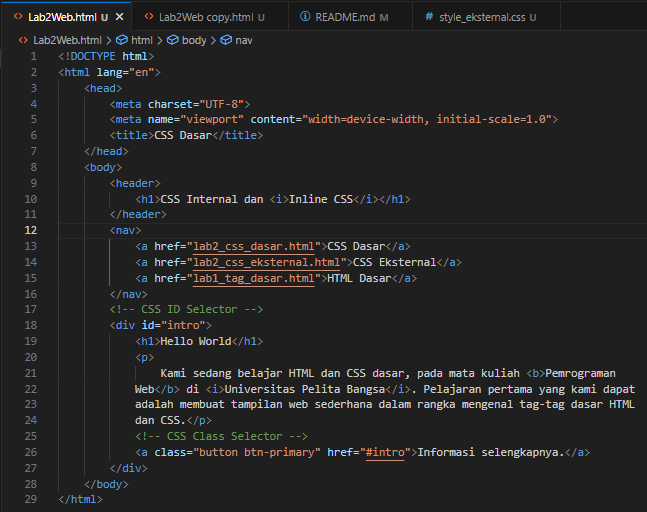 Lab2Web.html U
Lab2Web copy.html U
README.md M
# style_eksternal.css U
Lab2Web.html > html > body > nav
1 <!DOCTYPE html>
2 <html lang="en">
3 <head>
4 <meta charset="UTF-8">
5 <meta name="viewport" content="width=device-width, initial-scale=1.0">
6 <title>CSS Dasar</title>
7 </head>
8 <body>
9 <header>
10 <h1>CSS Internal dan <i>Inline CSS</i></h1>
11 </header>
12 <nav>
13 <a href="lab2_css_dasar.html">CSS Dasar</a>
14 <a href="lab2_css_eksternal.html">CSS Eksternal</a>
15 <a href="lab1_tag_dasar.html">HTML Dasar</a>
16 </nav>
17 <!-- CSS ID Selector -->
18 <div id="intro">
19 <h1>Hello World</h1>
20 <p>
21 Kami sedang belajar HTML dan CSS dasar, pada mata kuliah <b>Pemrograman
22 Web</b> di <i>Universitas Pelita Bangsa</i>. Pelajaran pertama yang kami dapat
23 adalah membuat tampilan web sederhana dalam rangka mengenal tag-tag dasar HTML
24 dan CSS.</p>
25 <!-- CSS Class Selector -->
26 <a class="button btn-primary" href="#intro">Informasi selengkapnya.</a>
27 </div>
28 </body>
29 </html>